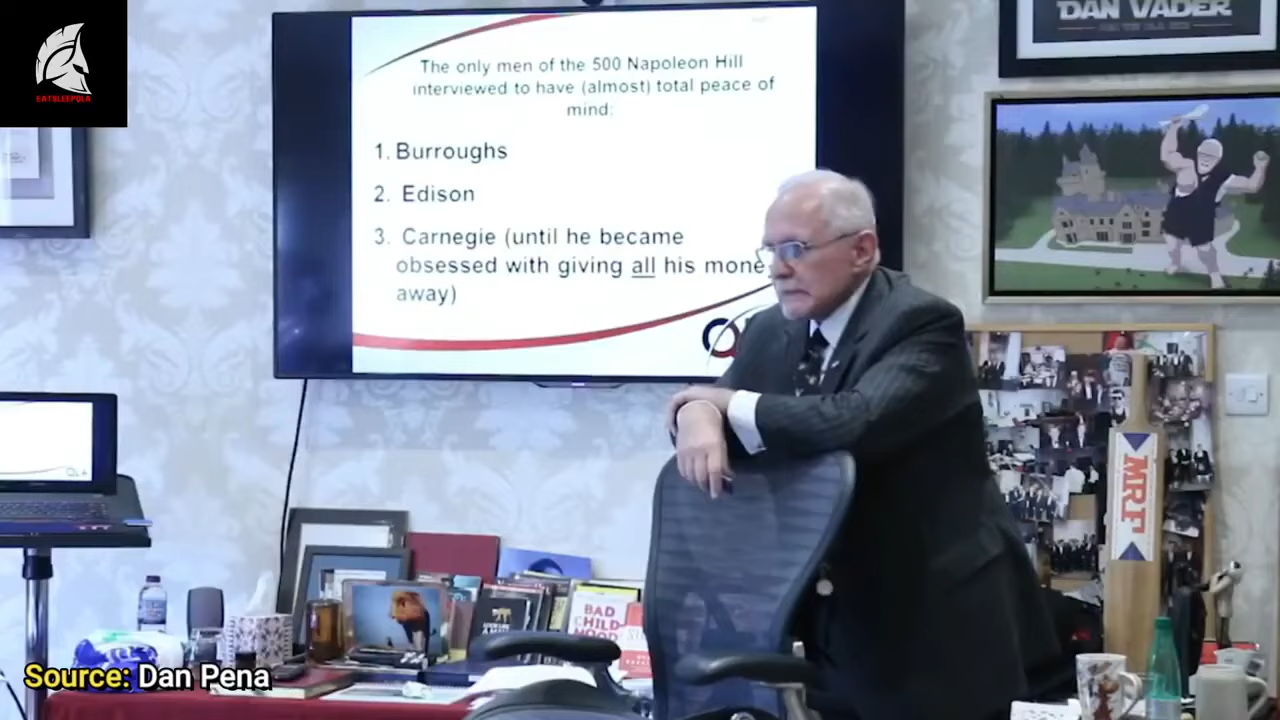 EATSLEEPQLA
The only men of the 500 Napoleon Hill
interviewed to have (almost) total peace of
mind:
1. Burroughs
2. Edison
3. Carnegie (until he became
obsessed with giving all his mone
away)
DAN VADER
MRF
BAD
CHILD
HOOD
Source: Dan Pena